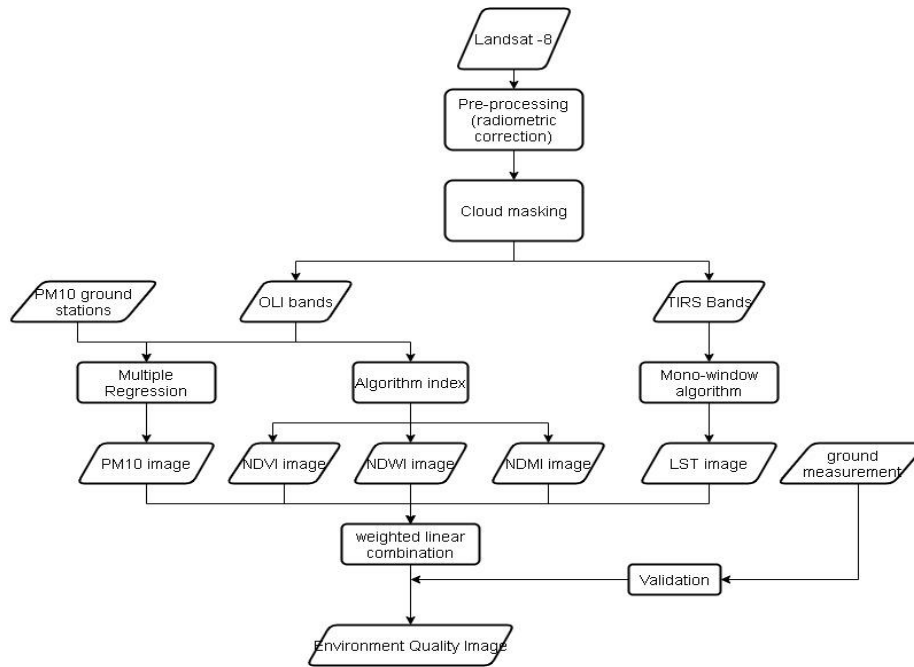 Landsat -8
Pre-processing
(radiometric
correction)
Cloud masking
PM10 ground
stations
OLI bands
TIRS Bands
Multiple
Regression
Algorithm index
Mono-window
algorithm
PM10 image
NDVI image
NDWI image
NDMI image
LST image
ground
measurement
weighted linear
combination
Validation
Environment Quality Image